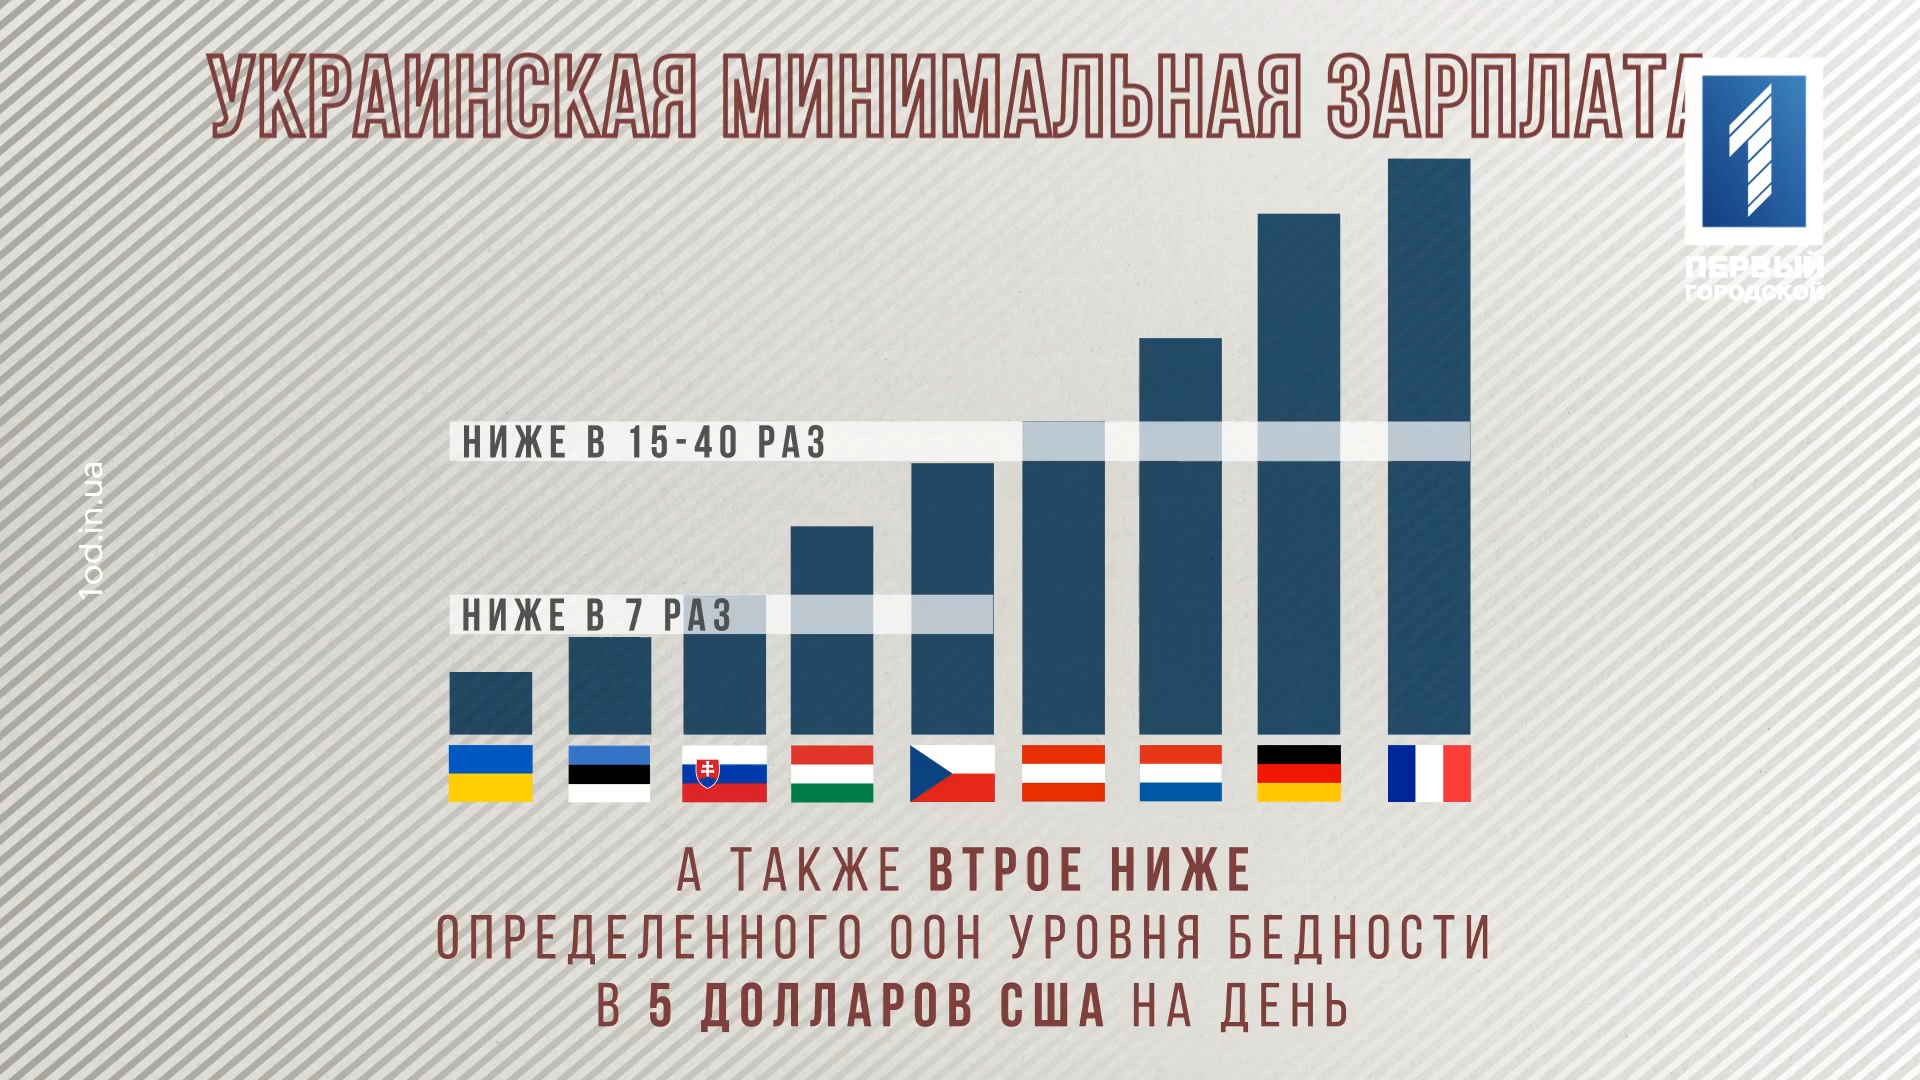 УКРАИНСКАЯ МИНИМАЛЬНАЯ ЗАРПЛАТА
ПЕРВЫЙ
ГОРОДСКОЙ
НИЖЕ В 15-40 РАЗ
1od.in.ua
НИЖЕ В 7 РАЗ
А ТАКЖЕ ВТРОЕ НИЖЕ
ОПРЕДЕЛЕННОГО ООН УРОВНЯ БЕДНОСТИ
В 5 ДОЛЛАРОВ США НА ДЕНЬ